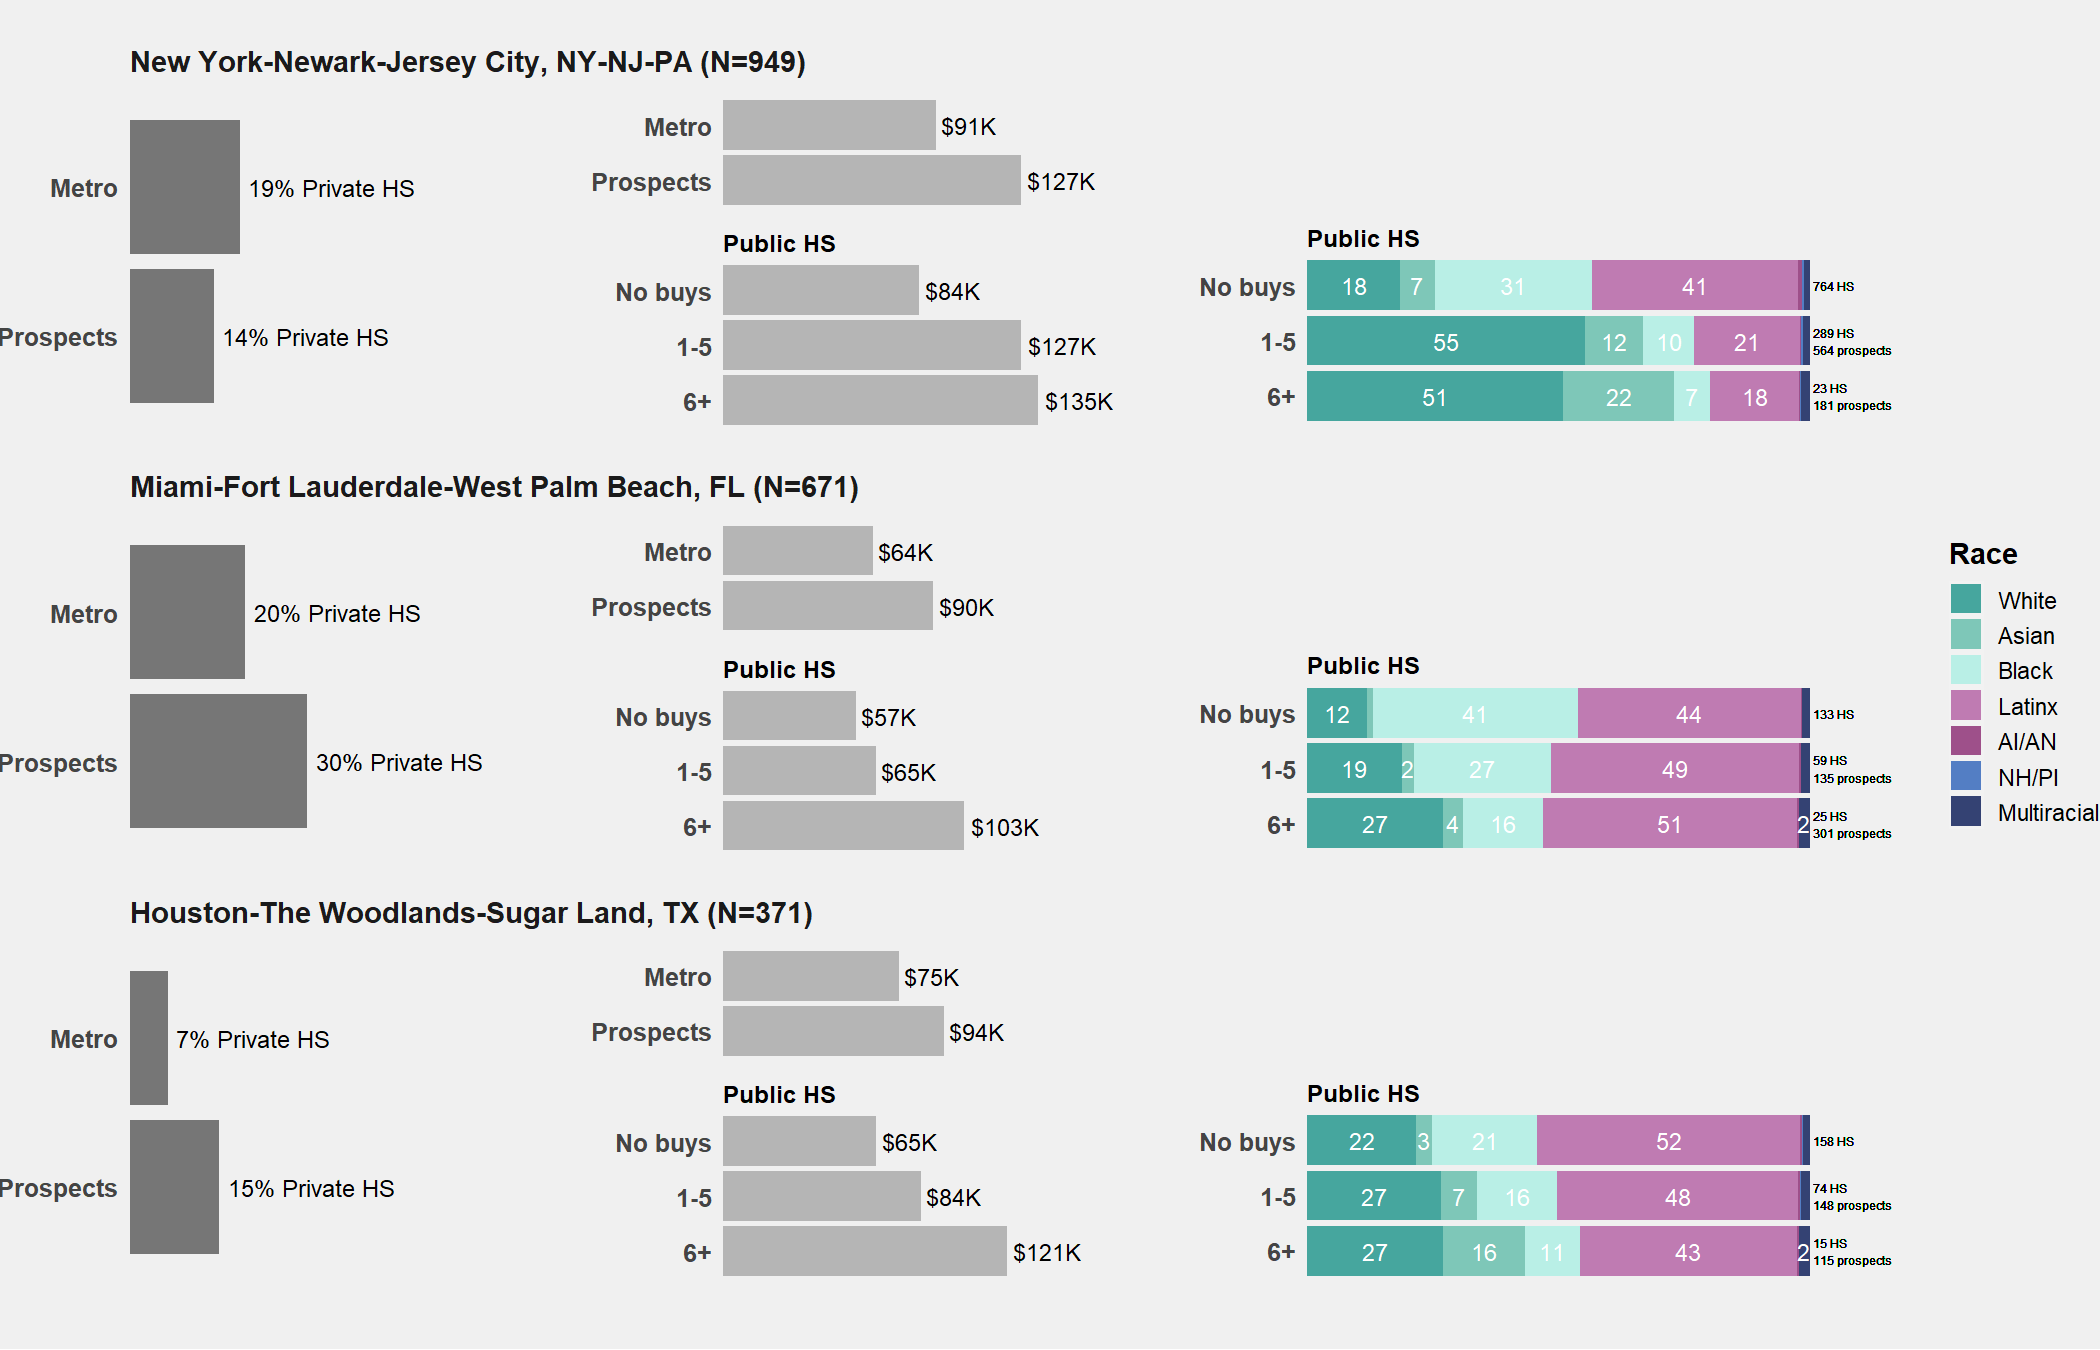 New York-Newark-Jersey City, NY-NJ-PA (N=949)
Metro
19% Private HS
Prospects
14% Private HS
Metro
$91K
Prospects
$127K
Public HS
No buys
$84K
1-5
$127K
6+
$135K
Public HS
No buys 18 7 31 41 764 HS
1-5 55 12 10 21 289 HS
564 prospects
6+ 51 22 7 18 23 HS
181 prospects
Miami-Fort Lauderdale-West Palm Beach, FL (N=671)
Metro
20% Private HS
Prospects
30% Private HS
Metro
$64K
Prospects
$90K
Public HS
No buys
$57K
1-5
$65K
6+
$103K
Public HS
No buys 12 41 44 133 HS
1-5 19 2 27 49 59 HS
135 prospects
6+ 27 4 16 51 2 25 HS
301 prospects
Race
White
Asian
Black
Latinx
AI/AN
NH/PI
Multiracial
Houston-The Woodlands-Sugar Land, TX (N=371)
Metro
7% Private HS
Prospects
15% Private HS
Metro
$75K
Prospects
$94K
Public HS
No buys
$65K
1-5
$84K
6+
$121K
Public HS
No buys 22 3 21 52 158 HS
1-5 27 7 16 48 74 HS
148 prospects
6+ 27 16 11 43 2 15 HS
115 prospects